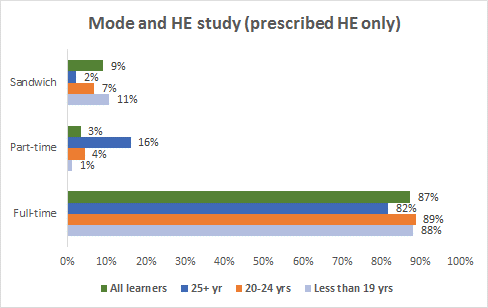 Mode and HE study (prescribed HE only)
Sandwich
9%
2%
7%
11%
Part-time
3%
16%
4%
1%
Full-time
87%
82%
89%
88%
0% 10% 20% 30% 40% 50% 60% 70% 80% 90% 100%
All learners 25+ yr 20-24 yrs Less than 19 yrs